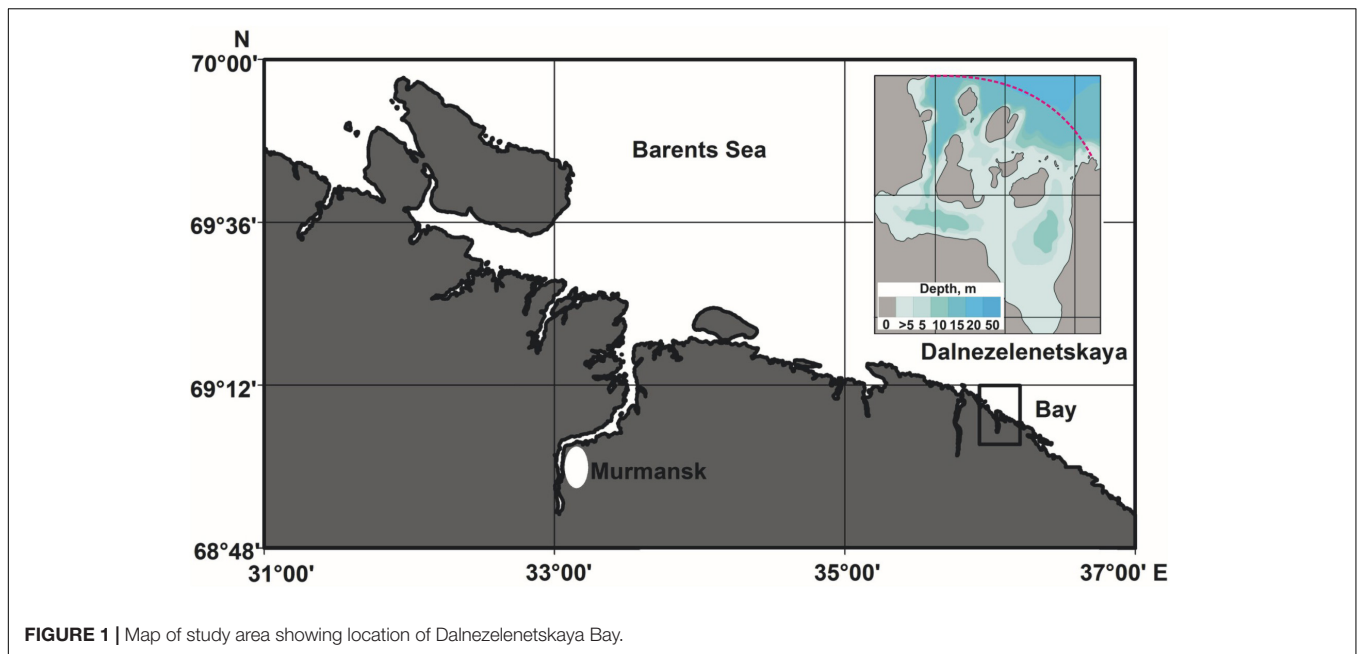 N
70°00'
Barents Sea
69°36'
Depth, m
0 >5 5 10 15 20 50
Dalnezelenetskaya
69°12'
Bay
Murmansk
68°48'
31°00' 33°00' 35°00' 37°00' E
FIGURE 1 | Map of study area showing location of Dalnezelenetskaya Bay.